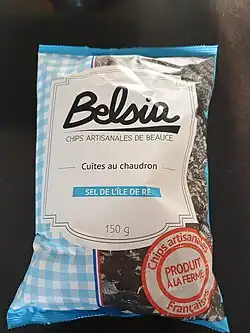 Belsia
CHIPS ARTISANALES DE BEAUCE
Cuites au chaudron
SEL DE L'ÎLE DE RÉ
150 g
Chips artisanales
PRODUIT
À LA FERME
Françaises